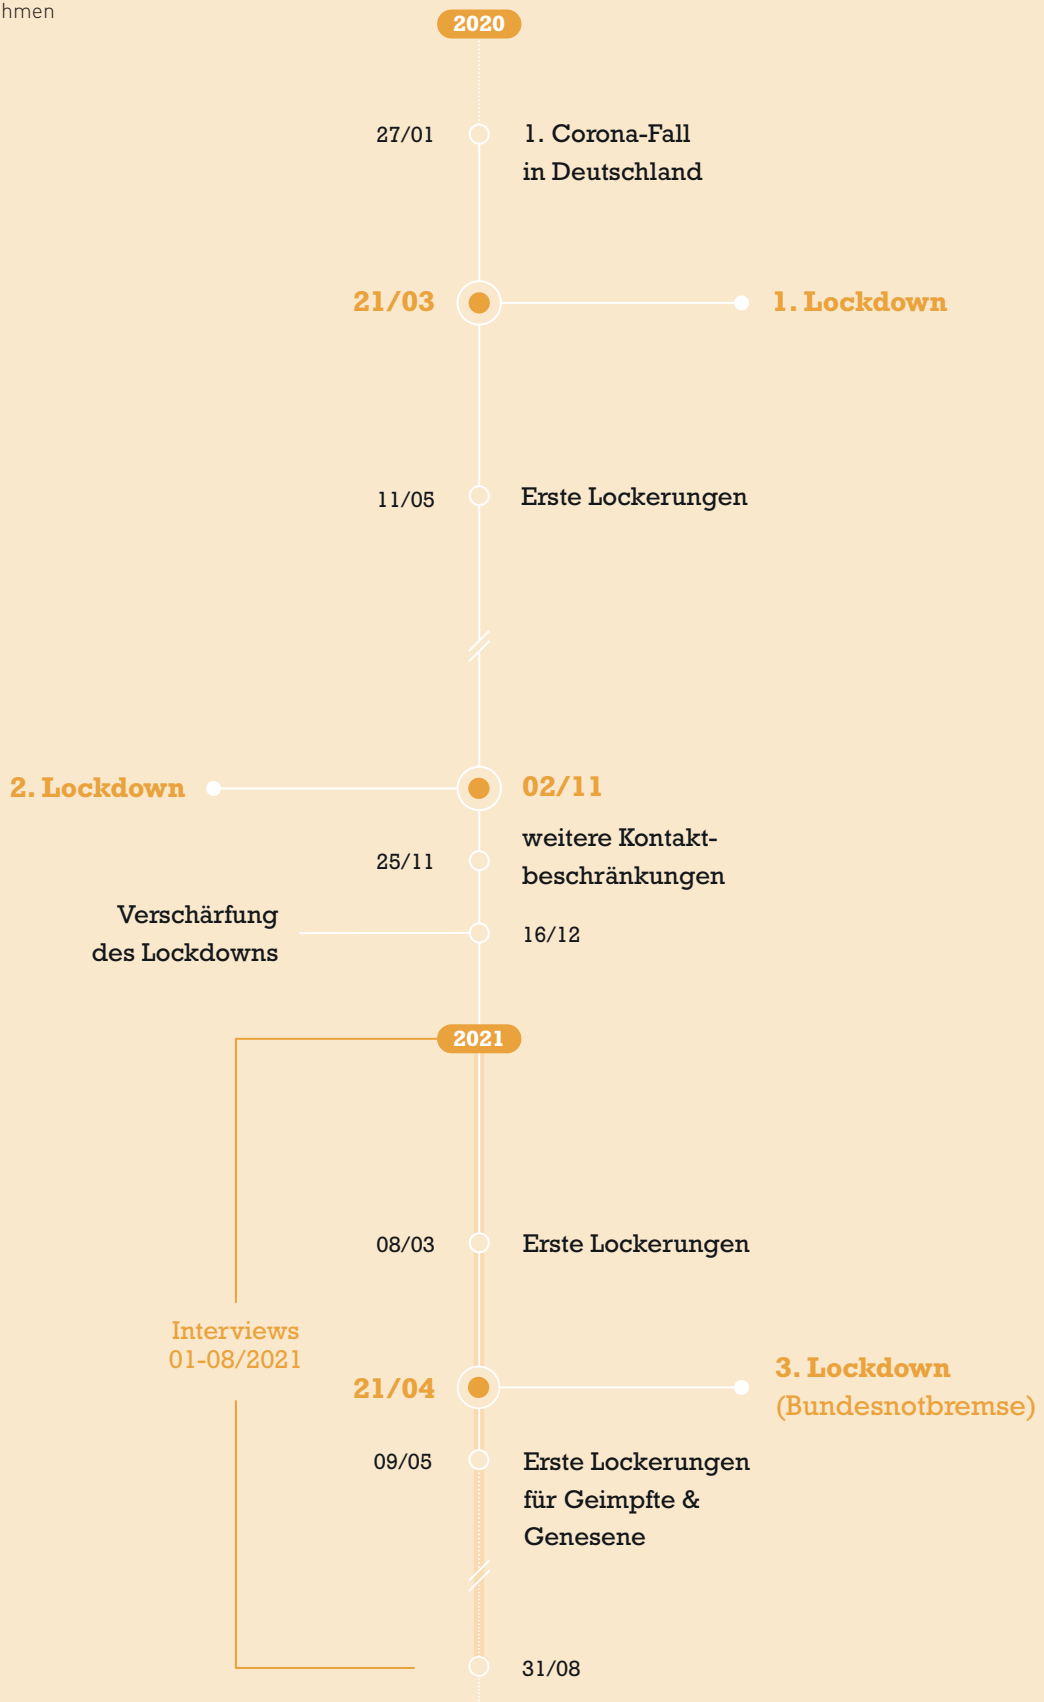 hmen
2020
27/01
1. Corona-Fall
in Deutschland
21/03
1. Lockdown
11/05
Erste Lockerungen
2. Lockdown
02/11
25/11
weitere Kontakt-
beschränkungen
Verschärfung
des Lockdowns
16/12
2021
08/03
Erste Lockerungen
Interviews
01-08/2021
21/04
3. Lockdown
(Bundesnotbremse)
09/05
Erste Lockerungen
für Geimpfte &
Genesene
31/08